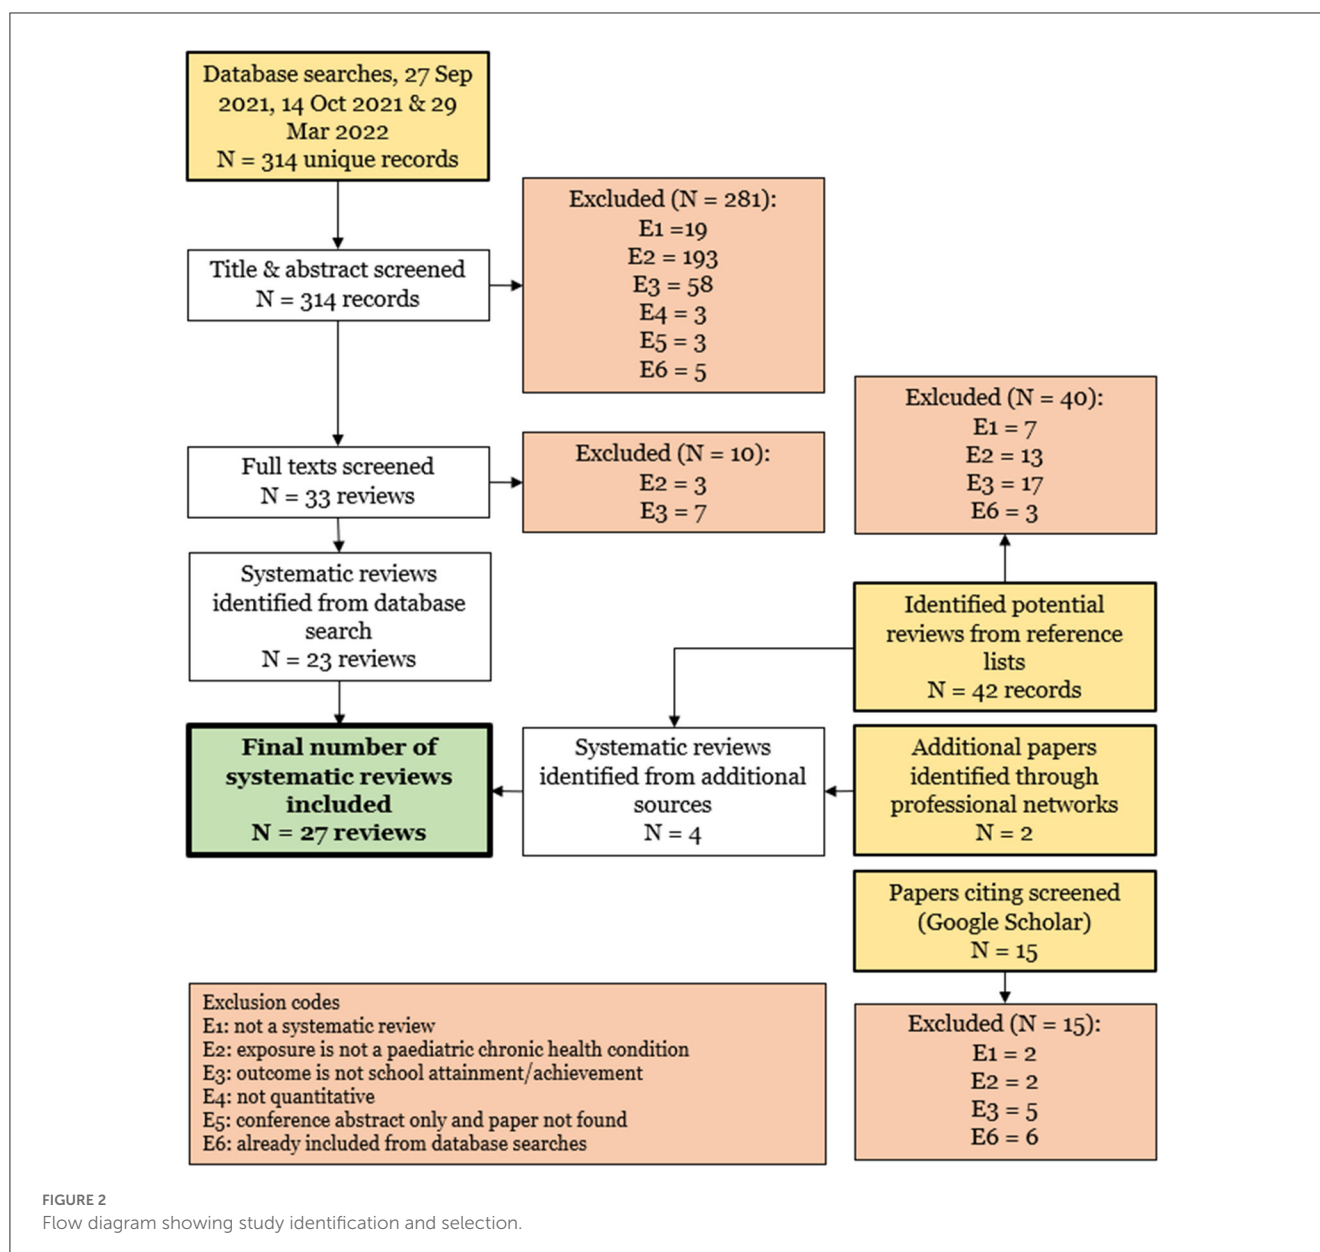 Database searches, 27 Sep
2021, 14 Oct 2021 & 29
Mar 2022
N = 314 unique records
Title & abstract screened
N = 314 records
Excluded (N = 281):
E1 =19
E2 = 193
E3 = 58
E4 = 3
E5 = 3
E6 = 5
Full texts screened
N = 33 reviews
Excluded (N = 10):
E2 = 3
E3 = 7
Exlcuded (N = 40):
E1 = 7
E2 = 13
E3 = 17
E6 = 3
Systematic reviews
identified from database
search
N = 23 reviews
Identified potential
reviews from reference
lists
N = 42 records
Final number of
systematic reviews
included
N = 27 reviews
Systematic reviews
identified from additional
sources
N = 4
Additional papers
identified through
professional networks
N = 2
Papers citing screened
(Google Scholar)
N = 15
Excluded (N = 15):
E1 = 2
E2 = 2
E3 = 5
E6 = 6
Exclusion codes
E1: not a systematic review
E2: exposure is not a paediatric chronic health condition
E3: outcome is not school attainment/achievement
E4: not quantitative
E5: conference abstract only and paper not found
E6: already included from database searches
FIGURE 2
Flow diagram showing study identification and selection.